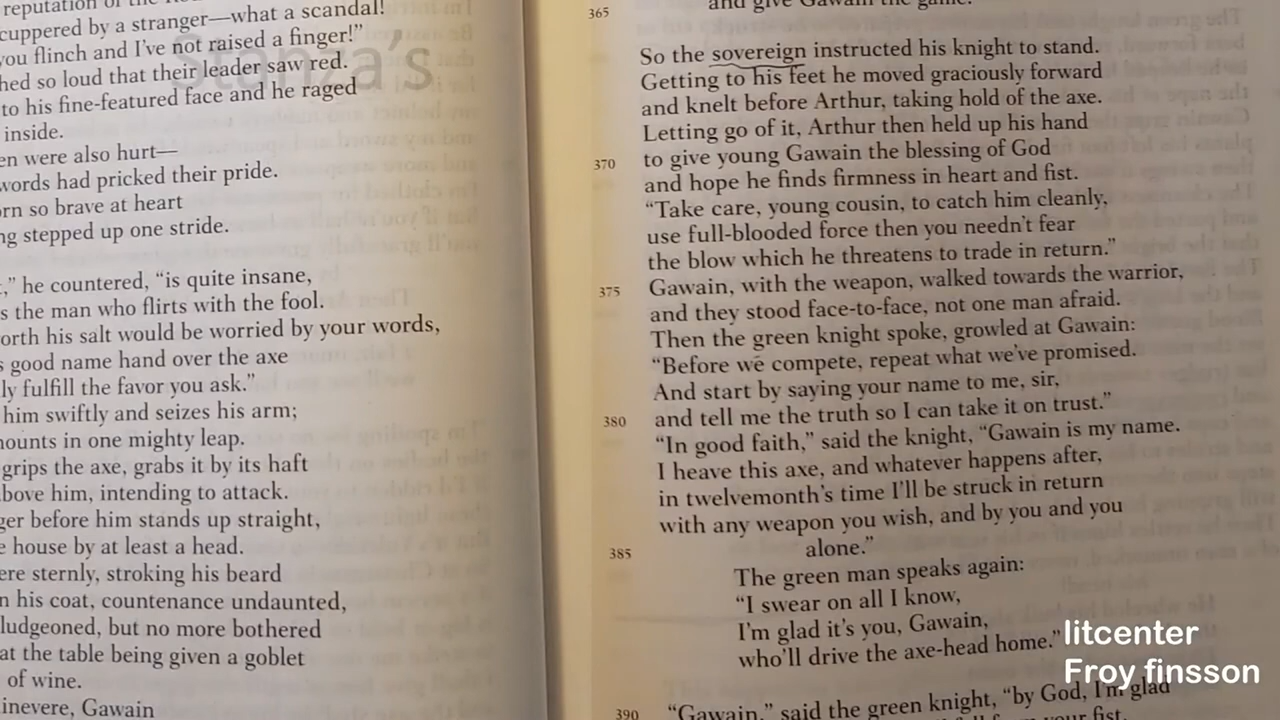 reputation of the
cuppered by a stranger—what a scandal!
you flinch and I've not raised a finger!”
hed so loud that their leader saw red.
Stanza's
to his fine-featured face and he raged
inside.
en were also hurt—
words had pricked their pride.
rn so brave at heart
ng stepped up one stride.
,” he countered, “is quite insane,
s the man who flirts with the fool.
orth his salt would be worried by your words,
s good name hand over the axe
ly fulfill the favor you ask.”
him swiftly and seizes his arm;
ounts in one mighty leap.
grips the axe, grabs it by its haft
bove him, intending to attack.
ger before him stands up straight,
e house by at least a head.
ere sternly, stroking his beard
n his coat, countenance undaunted,
ludgeoned, but no more bothered
at the table being given a goblet
of wine.
inevere, Gawain
365 and give Gawain the game.
So the sovereign instructed his knight to stand.
Getting to his feet he moved graciously forward
and knelt before Arthur, taking hold of the axe.
Letting go of it, Arthur then held up his hand
370 to give young Gawain the blessing of God
and hope he finds firmness in heart and fist.
“Take care, young cousin, to catch him cleanly,
use full-blooded force then you needn't fear
the blow which he threatens to trade in return.”
375 Gawain, with the weapon, walked towards the warrior,
and they stood face-to-face, not one man afraid.
Then the green knight spoke, growled at Gawain:
“Before we compete, repeat what we've promised.
And start by saying your name to me, sir,
380 and tell me the truth so I can take it on trust.”
“In good faith,” said the knight, “Gawain is my name.
I heave this axe, and whatever happens after,
in twelvemonth's time I'll be struck in return
with any weapon you wish, and by you and you
385 alone.”
The green man speaks again:
“I swear on all I know,
I'm glad it's you, Gawain,
who'll drive the axe-head home.”
390 “Gawain,” said the green knight, “by God, I'm glad
your fist.
litcenter
Froy finsson